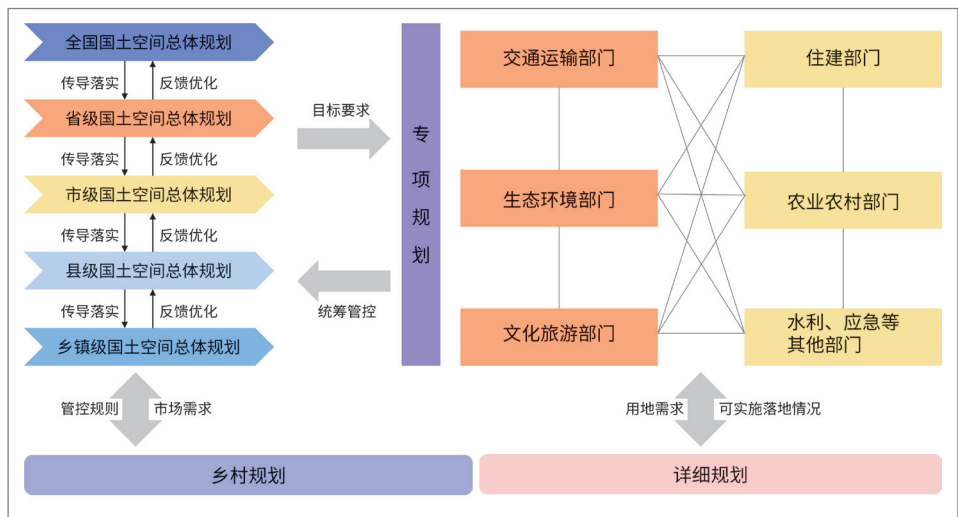 全国国土空间总体规划
传导落实 反馈优化
省级国土空间总体规划
传导落实 反馈优化
市级国土空间总体规划
传导落实 反馈优化
县级国土空间总体规划
传导落实 反馈优化
乡镇级国土空间总体规划
目标要求
统筹管控
专项规划
交通运输部门
住建部门
生态环境部门
农业农村部门
文化旅游部门
水利、应急等
其他部门
管控规则 市场需求
用地需求 可实施落地情况
乡村规划
详细规划